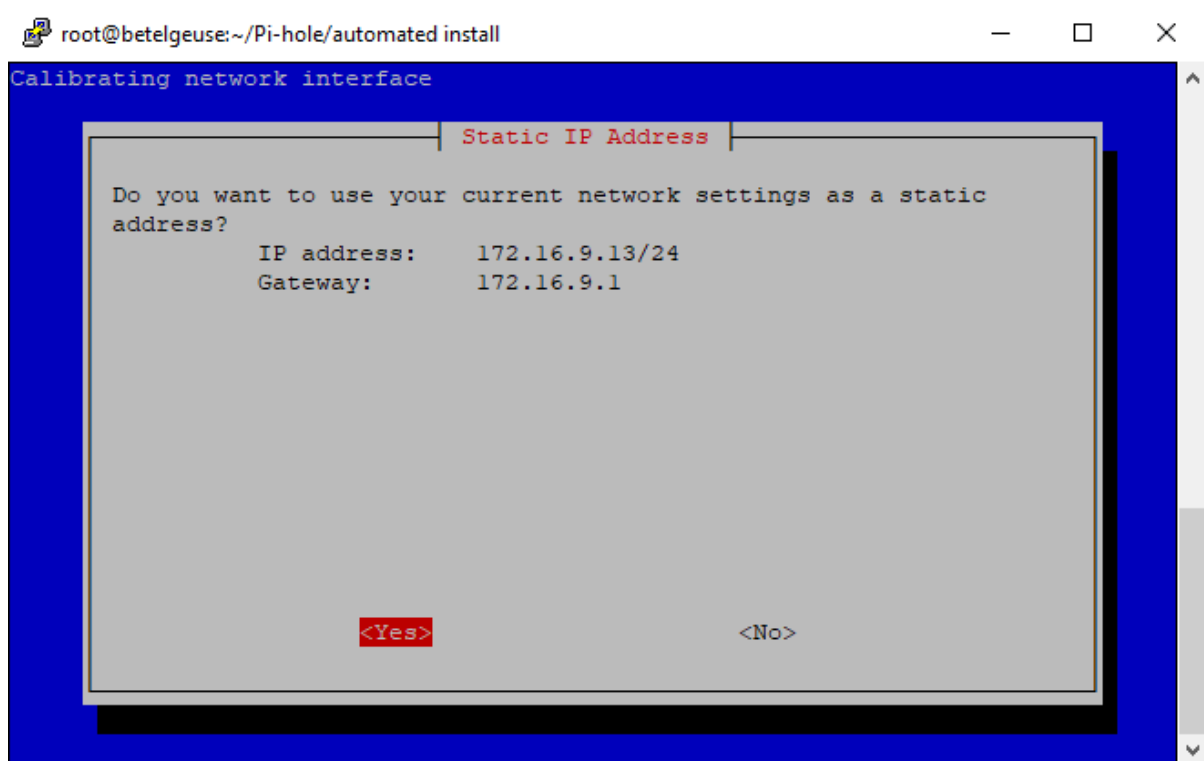 root@betelgeuse:~/Pi-hole/automated install
Calibrating network interface
Static IP Address
Do you want to use your current network settings as a static
address?
IP address: 172.16.9.13/24
Gateway: 172.16.9.1
<Yes> <No>